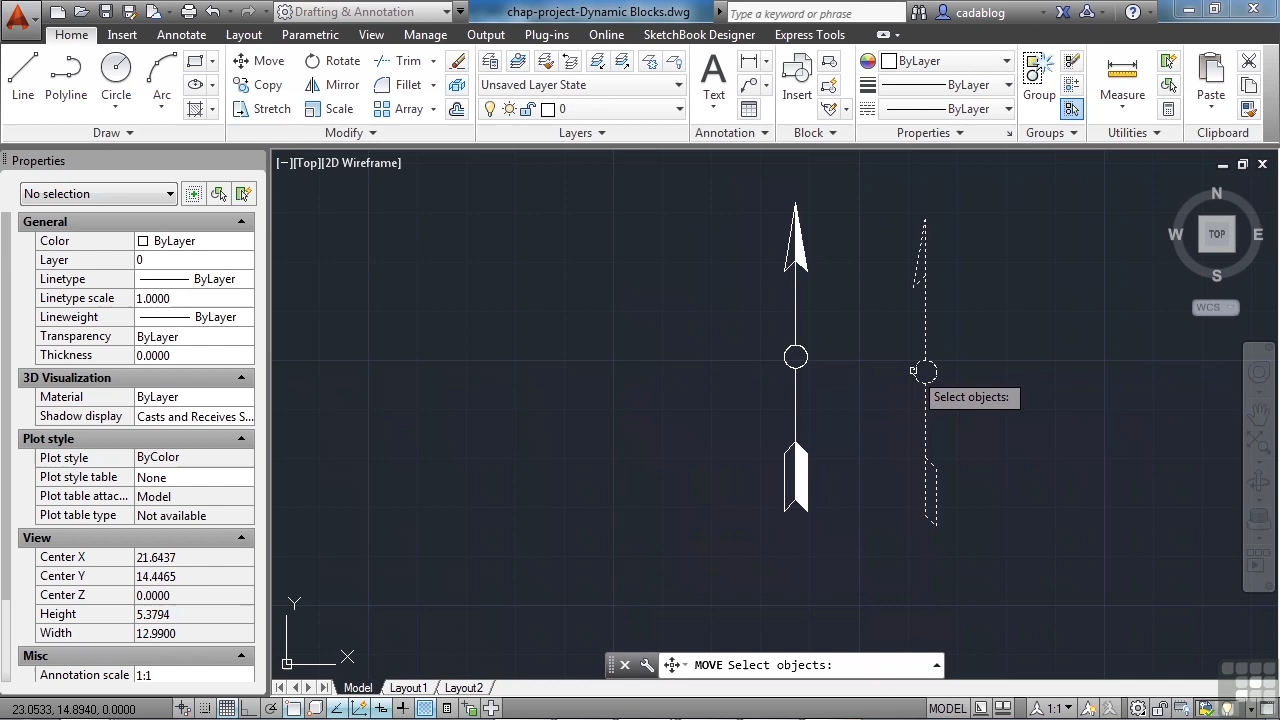 Drafting & Annotation
chap-project-Dynamic Blocks.dwg
Type a keyword or phrase
cadablog
Home Insert Annotate Layout Parametric View Manage Output Plug-ins Online SketchBook Designer Express Tools
Line
Polyline
Circle
Arc
Move
Rotate
Trim
Copy
Mirror
Fillet
Stretch
Scale
Array
Unsaved Layer State
0
Text
Insert
ByLayer
ByLayer
ByLayer
Group
Measure
Paste
Draw
Modify
Layers
Annotation
Block
Properties
Groups
Utilities
Clipboard
Properties
No selection
General
Color ByLayer
Layer 0
Linetype ByLayer
Linetype scale 1.0000
Lineweight ByLayer
Transparency ByLayer
Thickness 0.0000
3D Visualization
Material ByLayer
Shadow display Casts and Receives S...
Plot style
Plot style ByColor
Plot style table None
Plot table attac... Model
Plot table type Not available
View
Center X 21.6437
Center Y 14.4465
Center Z 0.0000
Height 5.3794
Width 12.9900
Misc
Annotation scale 1:1
[−][Top][2D Wireframe]
N
W TOP E
S
WCS
Select objects:
Y
X
MOVE Select objects:
Model Layout1 Layout2
23.0533, 14.8940, 0.0000
MODEL
1:1